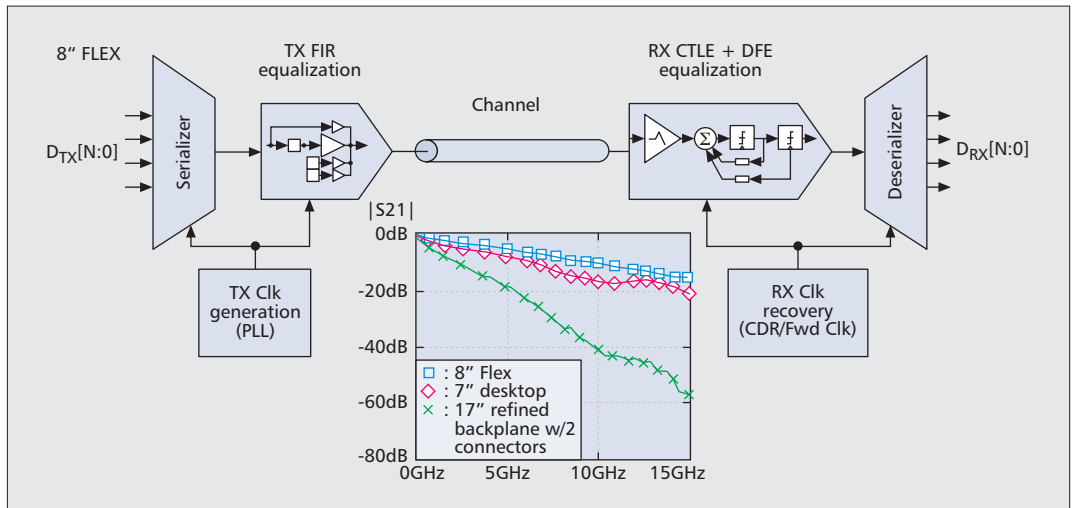 8" FLEX
TX FIR
equalization
RX CTLE + DFE
equalization
Channel
D_TX[N:0]
Serializer
Σ
Deserializer
D_RX[N:0]
TX Clk
generation
(PLL)
RX Clk
recovery
(CDR/Fwd Clk)
|S21|
0dB
-20dB
-40dB
-60dB
-80dB
: 8" Flex
: 7" desktop
: 17" refined
backplane w/2
connectors
0GHz
5GHz
10GHz
15GHz